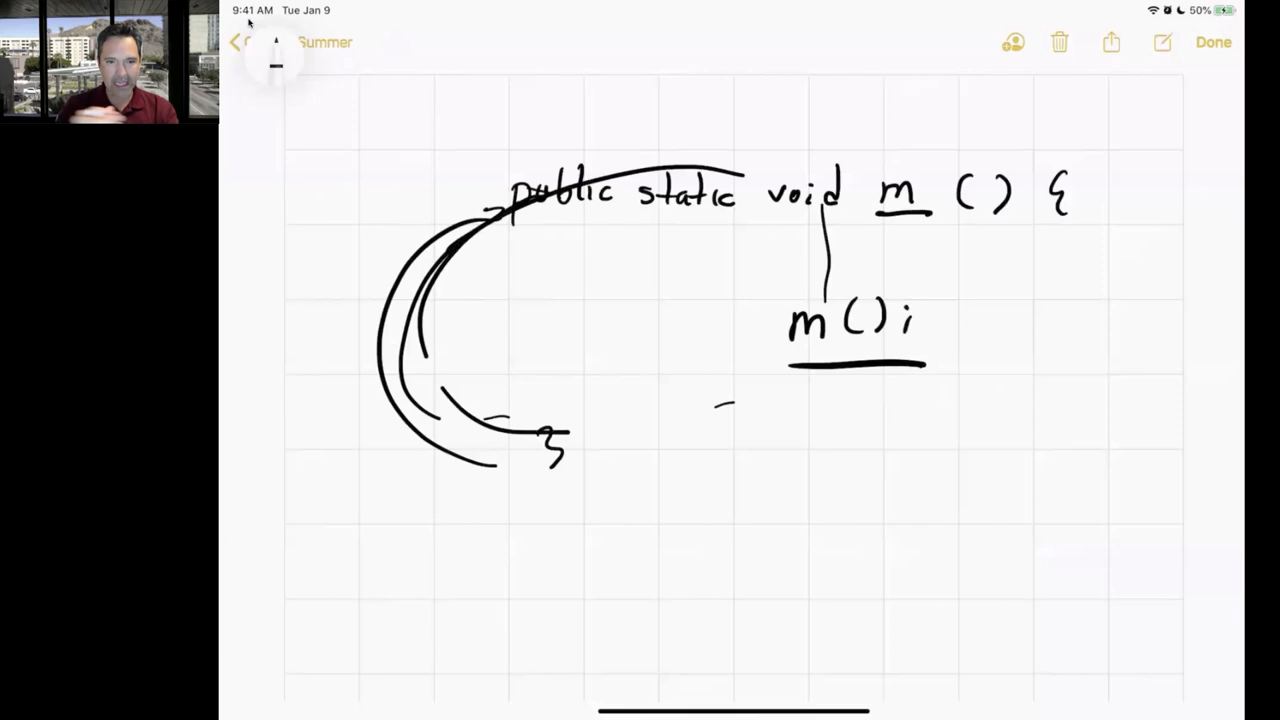 9:41 AM Tue Jan 9
50%
Summer
Done
public static void m () {
m();
}